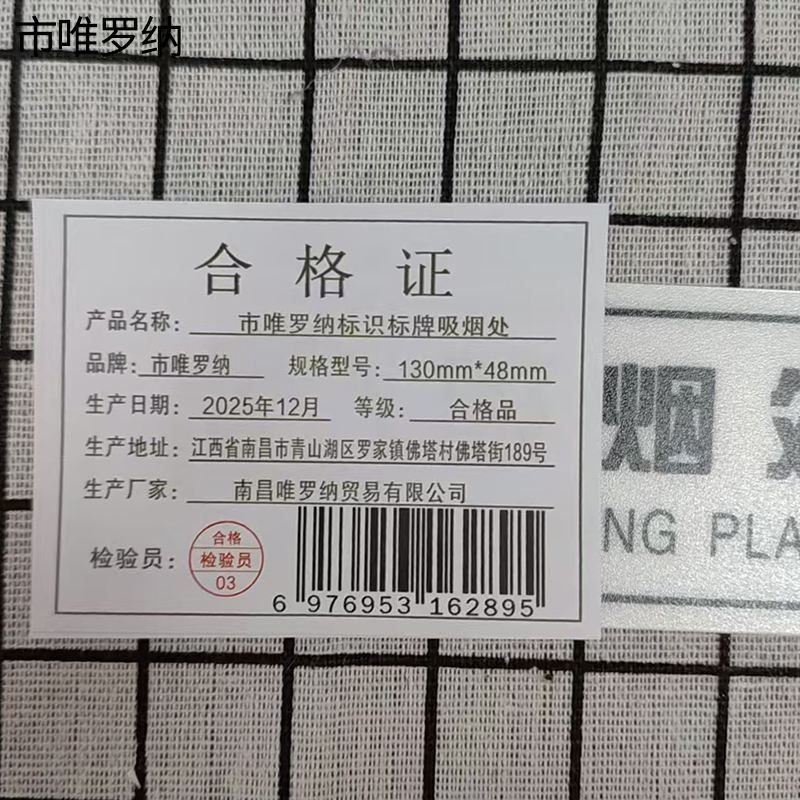 市唯罗纳
合格证
产品名称：市唯罗纳标识标牌吸烟处
品牌：市唯罗纳 规格型号：130mm*48mm
生产日期：2025年12月 等级：合格品
生产地址：江西省南昌市青山湖区罗家镇佛塔村佛塔街189号
生产厂家：南昌唯罗纳贸易有限公司
检验员：
合格
检验员
03
6 976953 162895
烟
NG PLA